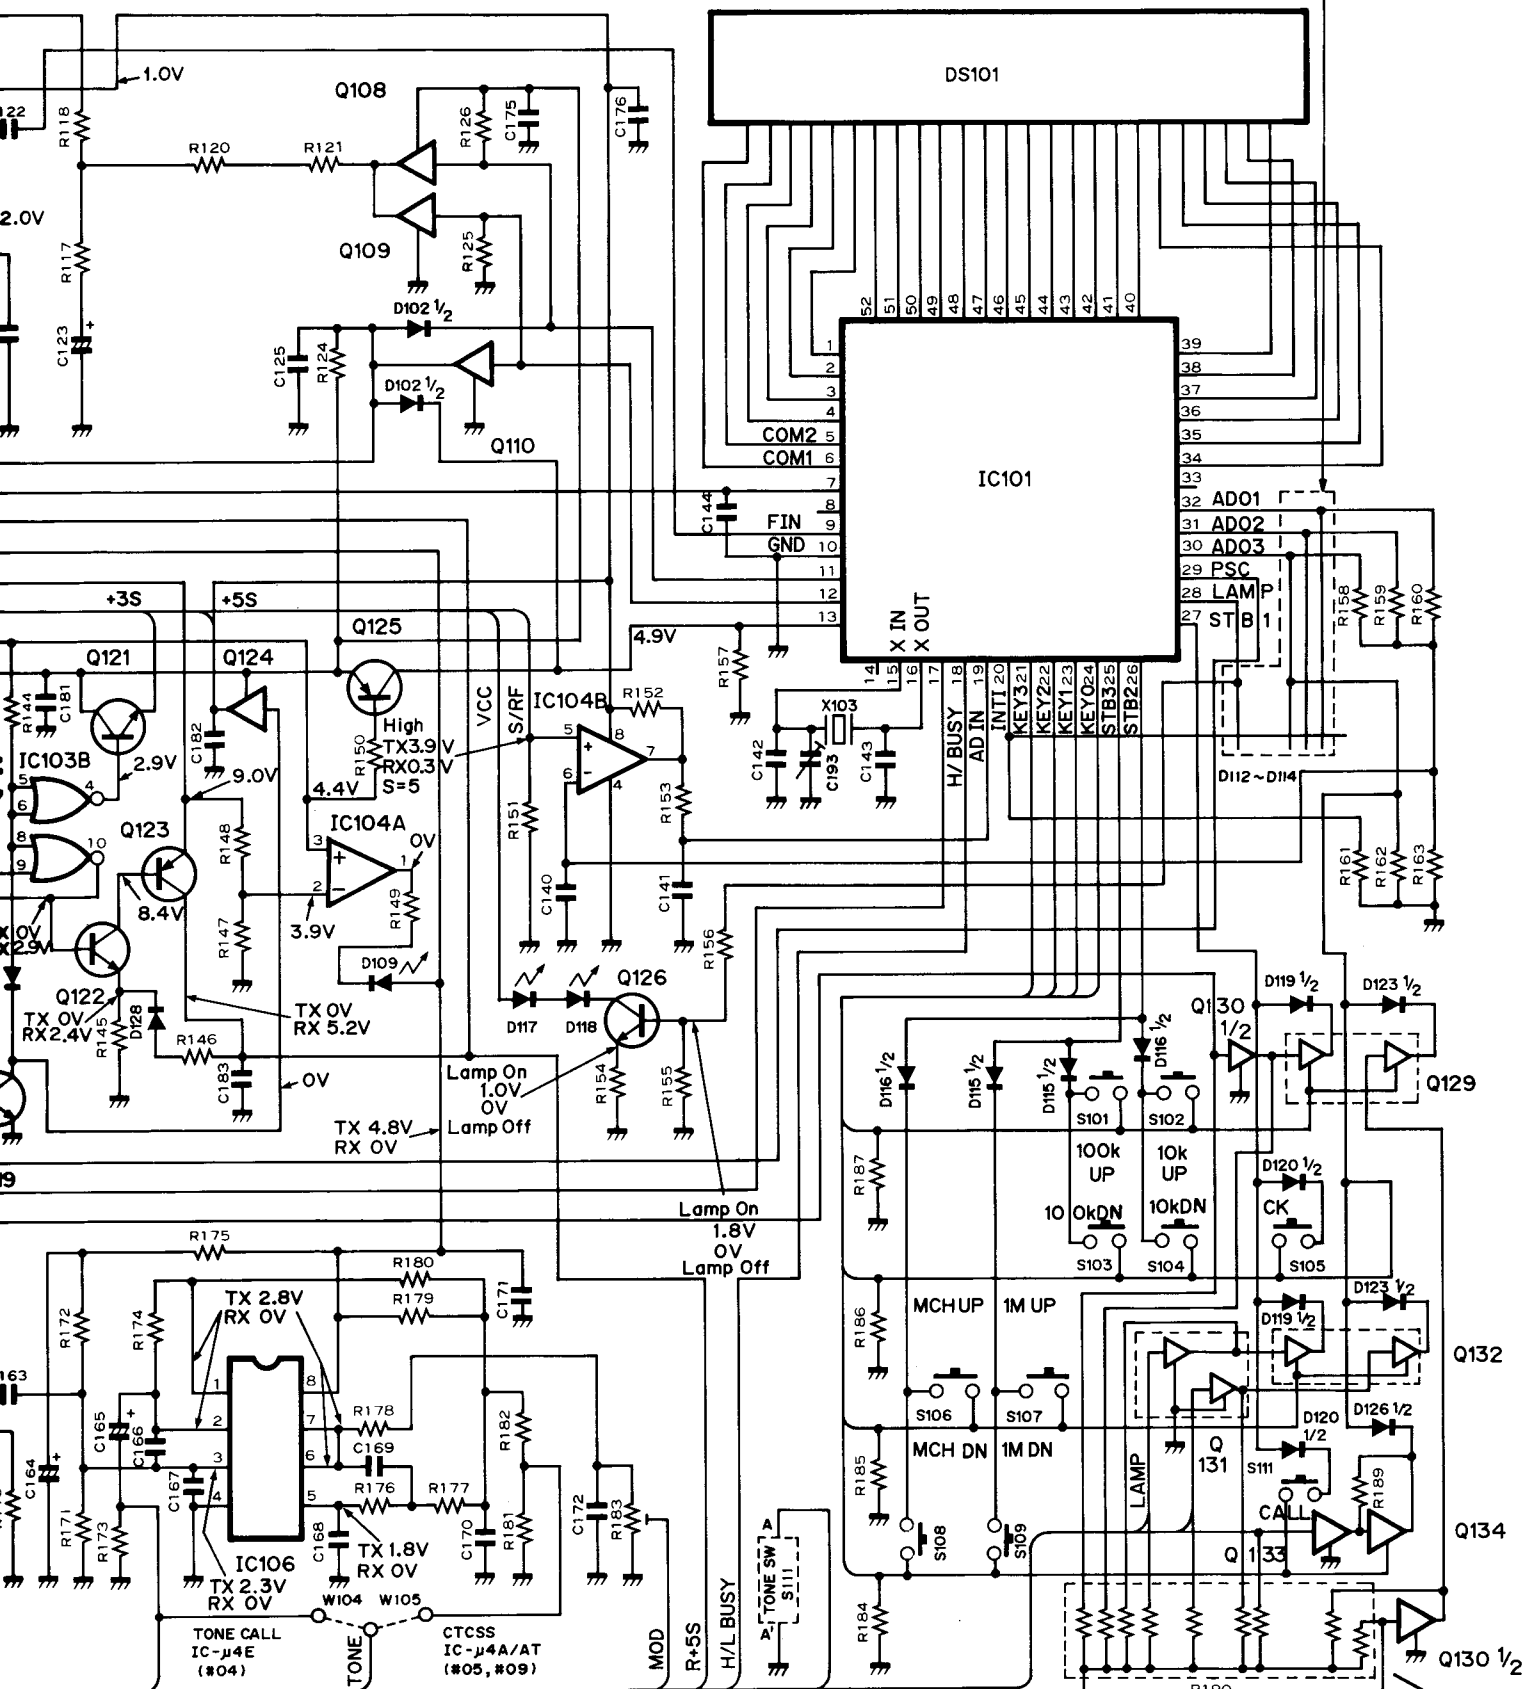 DS101
1.0V
Q108
122
R118
R126
C175
C176
R120
R121
2.0V
R117
Q109
R125
D102 1/2
C123
+
C125
R124
D102 1/2
Q110
52
51
50
49
48
47
46
45
44
43
42
41
40
1
2
3
4
COM2 5
COM1 6
7
8
FIN 9
GND 10
11
12
13
IC101
39
38
37
36
35
34
33
32 ADO1
31 ADO2
30 ADO3
29 PSC
28 LAMP
27 STB1
C144
X IN
X OUT
14
15
16
17
18
19
20
21
22
23
24
25
26
H/BUSY
AD IN
INTI
KEY3
KEY2
KEY1
KEY0
STB3
STB2
R158
R159
R160
D112~D114
R161
R162
R163
+3S
+5S
Q125
4.9V
R157
Q121
Q124
R144
C181
C182
IC103B
5
6
4
8
9
10
2.9V
9.0V
R150
High
TX3.9V
RX0.3V
S=5
VCC
S/RF
IC104B
R152
5
6
7
8
4
+
-
C142
X103
C193
C143
4.4V
IC104A
3
2
1
+
-
0V
R151
R153
Q123
R148
8.4V
R147
3.9V
R149
C140
C141
R156
D109
Q122
TX 0V
RX2.4V
R145
D128
TX 0V
RX 5.2V
R146
C183
0V
D117
D118
Q126
Lamp On
1.0V
0V
Lamp Off
R154
R155
TX 4.8V
RX 0V
Lamp On
1.8V
0V
Lamp Off
D119 1/2
D123 1/2
Q130
1/2
Q129
D116 1/2
D115 1/2
D115 1/2
D116 1/2
S101
S102
R187
100k
UP
10k
UP
D120 1/2
100kDN
10kDN
CK
S103
S104
S105
R186
MCH UP
1M UP
D119 1/2
D123 1/2
Q132
S106
S107
MCH DN
1M DN
R185
LAMP
Q
131
D120
1/2
D126 1/2
S111
R189
CALL
Q133
Q134
S108
S109
R184
Q130 1/2
R175
R180
R179
C171
R172
R174
TX 2.8V
RX 0V
163
1
2
3
4
8
7
6
5
C165
+
C166
C164
+
C167
R178
C169
R176
R177
R182
R171
R173
IC106
C168
TX 1.8V
RX 0V
C170
R181
C172
R183
TX 2.3V
RX 0V
W104
W105
TONE CALL
IC-μ4E
(#04)
TONE
CTCSS
IC-μ4A/AT
(#05, #09)
MOD
R+5S
H/L BUSY
A
TONE SW
S111
A'